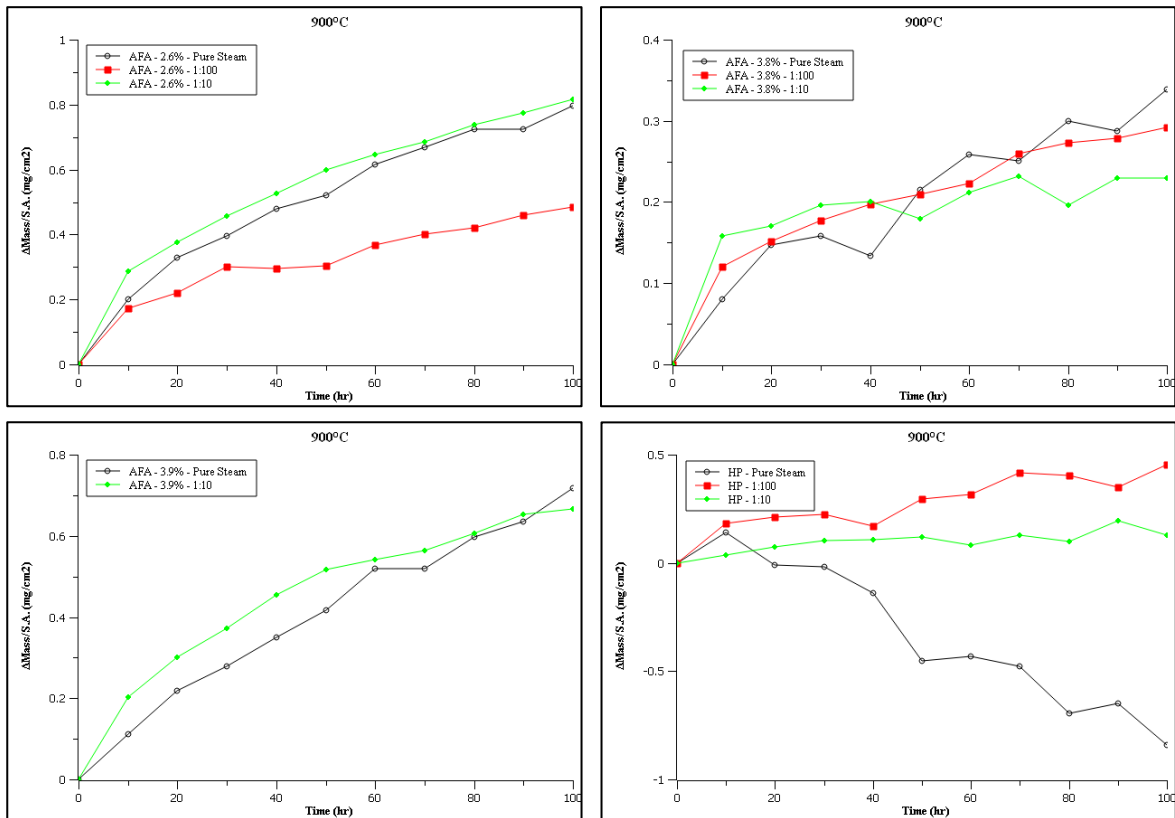 900°C
AFA - 2.6% - Pure Steam
AFA - 2.6% - 1:100
AFA - 2.6% - 1:10
ΔMass/S.A. (mg/cm2)
1
0.8
0.6
0.4
0.2
0
0 20 40 60 80 100
Time (hr)
900°C
AFA - 3.8% - Pure Steam
AFA - 3.8% - 1:100
AFA - 3.8% - 1:10
ΔMass/S.A. (mg/cm2)
0.4
0.3
0.2
0.1
0
0 20 40 60 80 100
Time (hr)
900°C
AFA - 3.9% - Pure Steam
AFA - 3.9% - 1:10
ΔMass/S.A. (mg/cm2)
0.8
0.6
0.4
0.2
0
0 20 40 60 80 100
Time (hr)
900°C
HP - Pure Steam
HP - 1:100
HP - 1:10
ΔMass/S.A. (mg/cm2)
0.5
0
-0.5
-1
0 20 40 60 80 100
Time (hr)